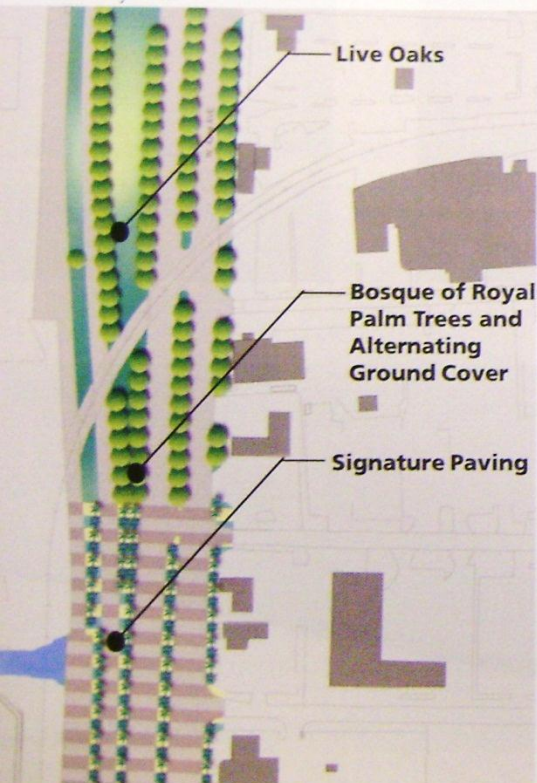 Live Oaks
Bosque of Royal
Palm Trees and
Alternating
Ground Cover
Signature Paving